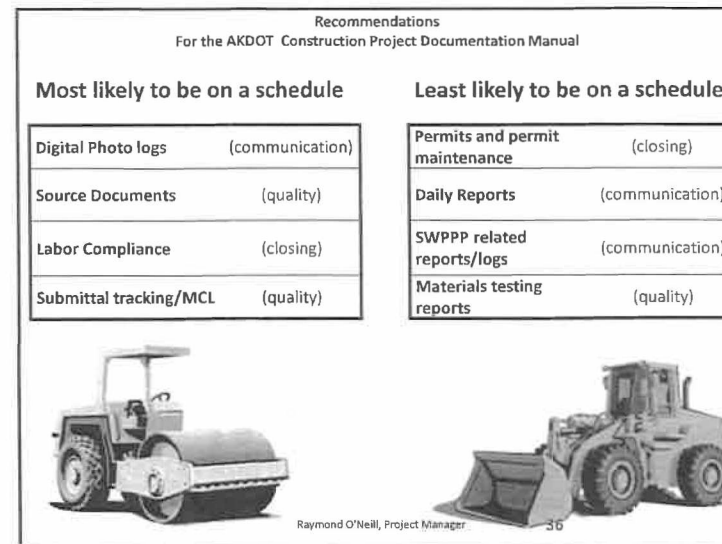 Recommendations
For the AKDOT Construction Project Documentation Manual
Most likely to be on a schedule
Digital Photo logs (communication)
Source Documents (quality)
Labor Compliance (closing)
Submittal tracking/MCL (quality)
Least likely to be on a schedule
Permits and permit
maintenance (closing)
Daily Reports (communication)
SWPPP related
reports/logs (communication)
Materials testing
reports (quality)
Raymond O'Neill, Project Manager
36